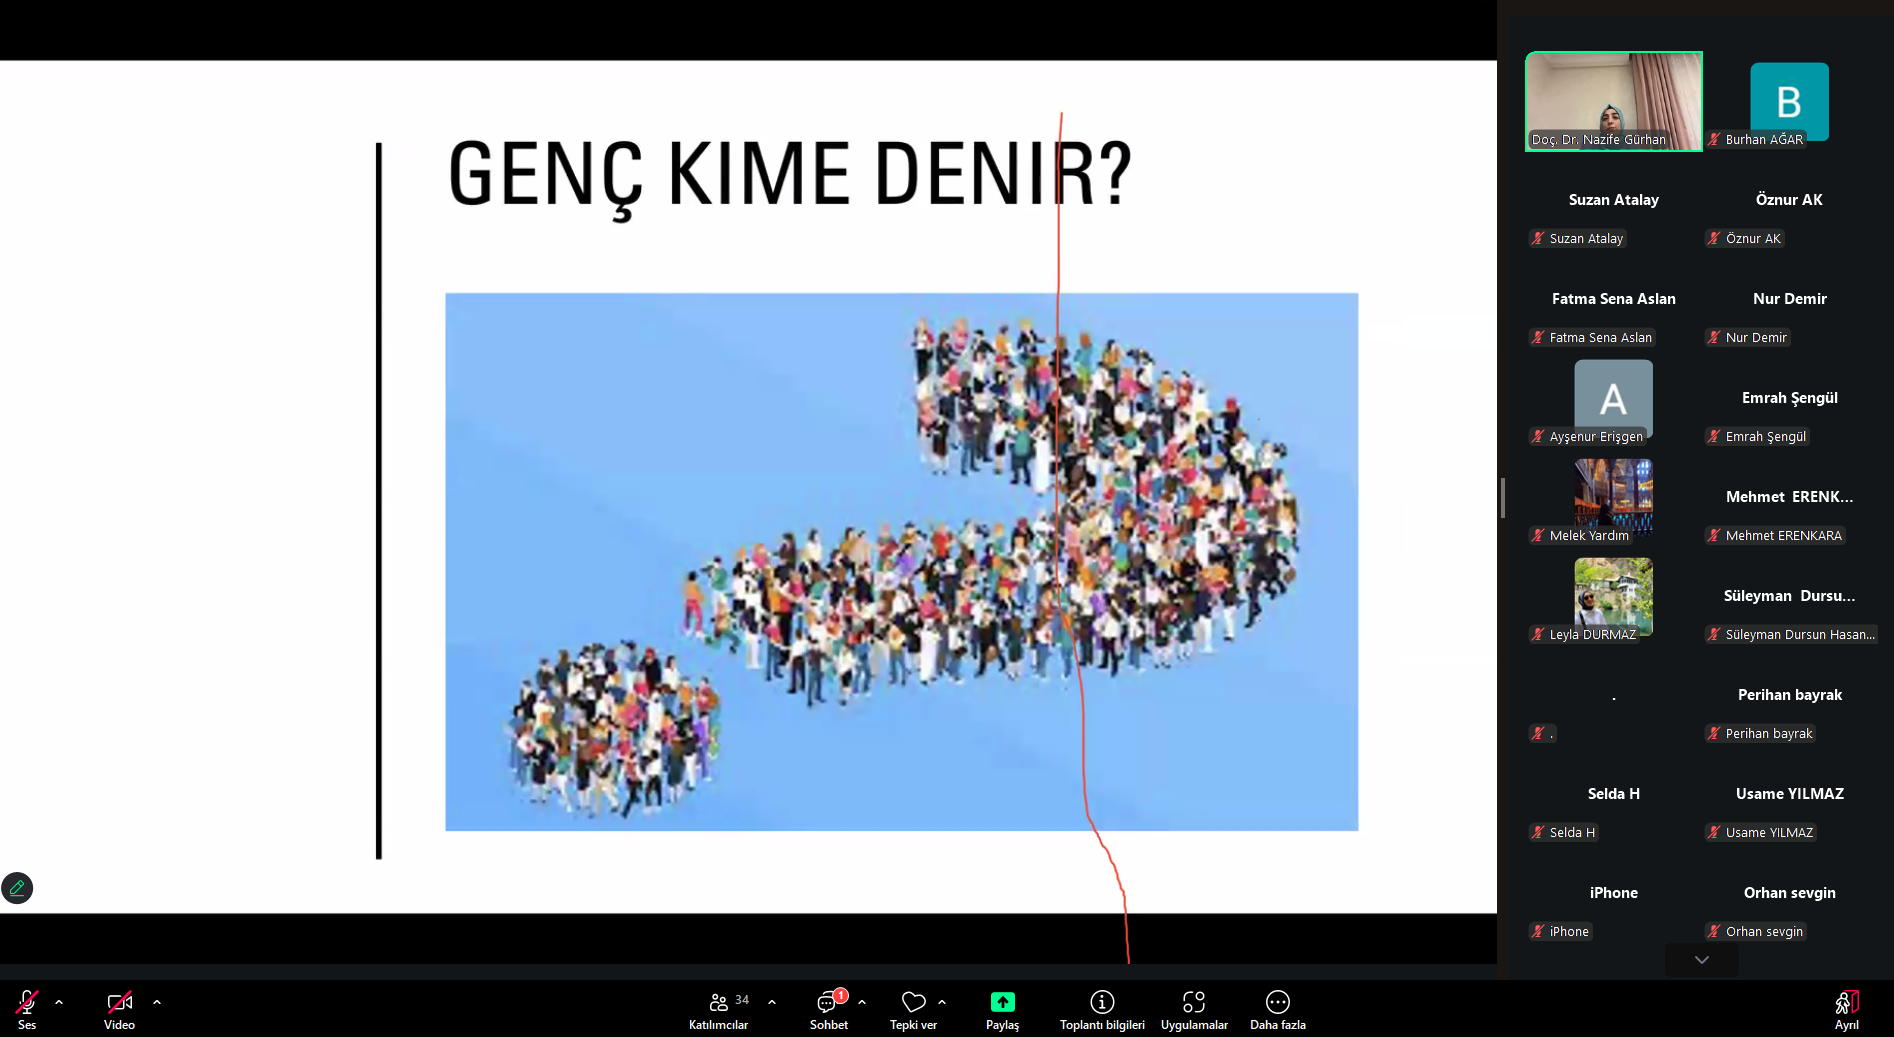 GENÇ KIME DENIR?
Doç. Dr. Nazife Gürhan
B
Burhan AĞAR
Suzan Atalay
Suzan Atalay
Öznur AK
Öznur AK
Fatma Sena Aslan
Fatma Sena Aslan
Nur Demir
Nur Demir
A
Ayşenur Erişgen
Emrah Şengül
Emrah Şengül
Melek Yardım
Mehmet ERENK...
Mehmet ERENKARA
Leyla DURMAZ
Süleyman Dursu...
Süleyman Dursun Hasan...
.
.
Perihan bayrak
Perihan bayrak
Selda H
Selda H
Usame YILMAZ
Usame YILMAZ
iPhone
iPhone
Orhan sevgin
Orhan sevgin
Ses
Video
34
Katılımcılar
1
Sohbet
Tepki ver
Paylaş
Toplantı bilgileri
Uygulamalar
Daha fazla
Ayrıl